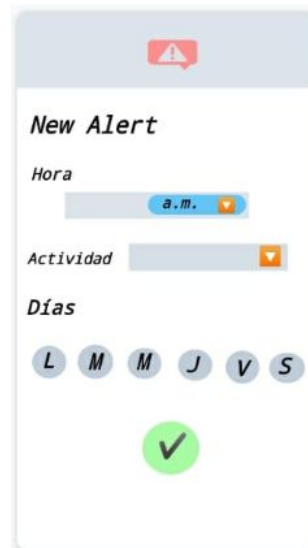 New Alert
Hora
a.m.
Actividad
Días
L M M J V S